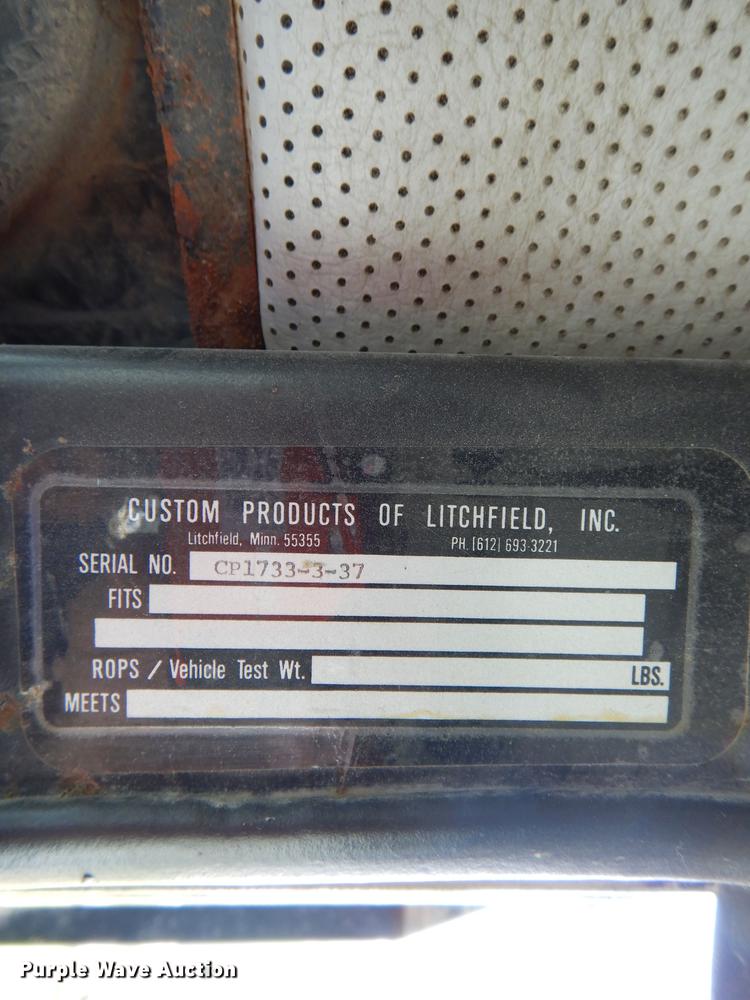 CUSTOM PRODUCTS OF LITCHFIELD, INC.
Litchfield, Minn. 55355 PH. [612] 693-3221
SERIAL NO. CP1733-3-37
FITS
ROPS / Vehicle Test Wt. LBS.
MEETS
Purple Wave Auction